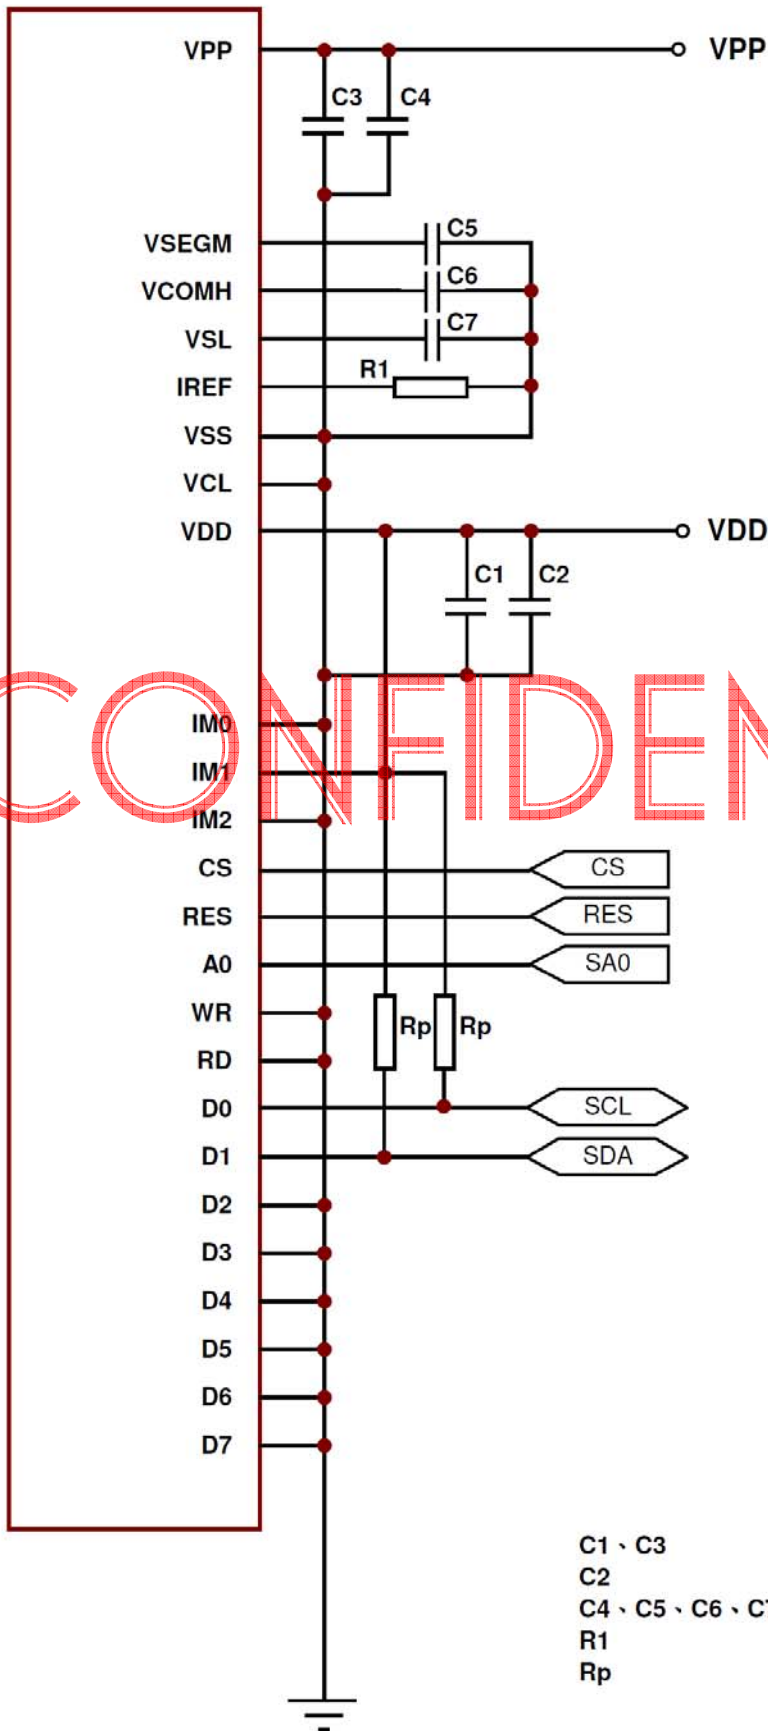 VPP
VPP
C3
C4
VSEGM
C5
VCOMH
C6
VSL
C7
IREF
R1
VSS
VCL
VDD
VDD
C1
C2
CONFIDEN
IM0
IM1
IM2
CS
CS
RES
RES
A0
SA0
WR
Rp
Rp
RD
D0
SCL
D1
SDA
D2
D3
D4
D5
D6
D7
C1、C3
C2
C4、C5、C6、C7
R1
Rp